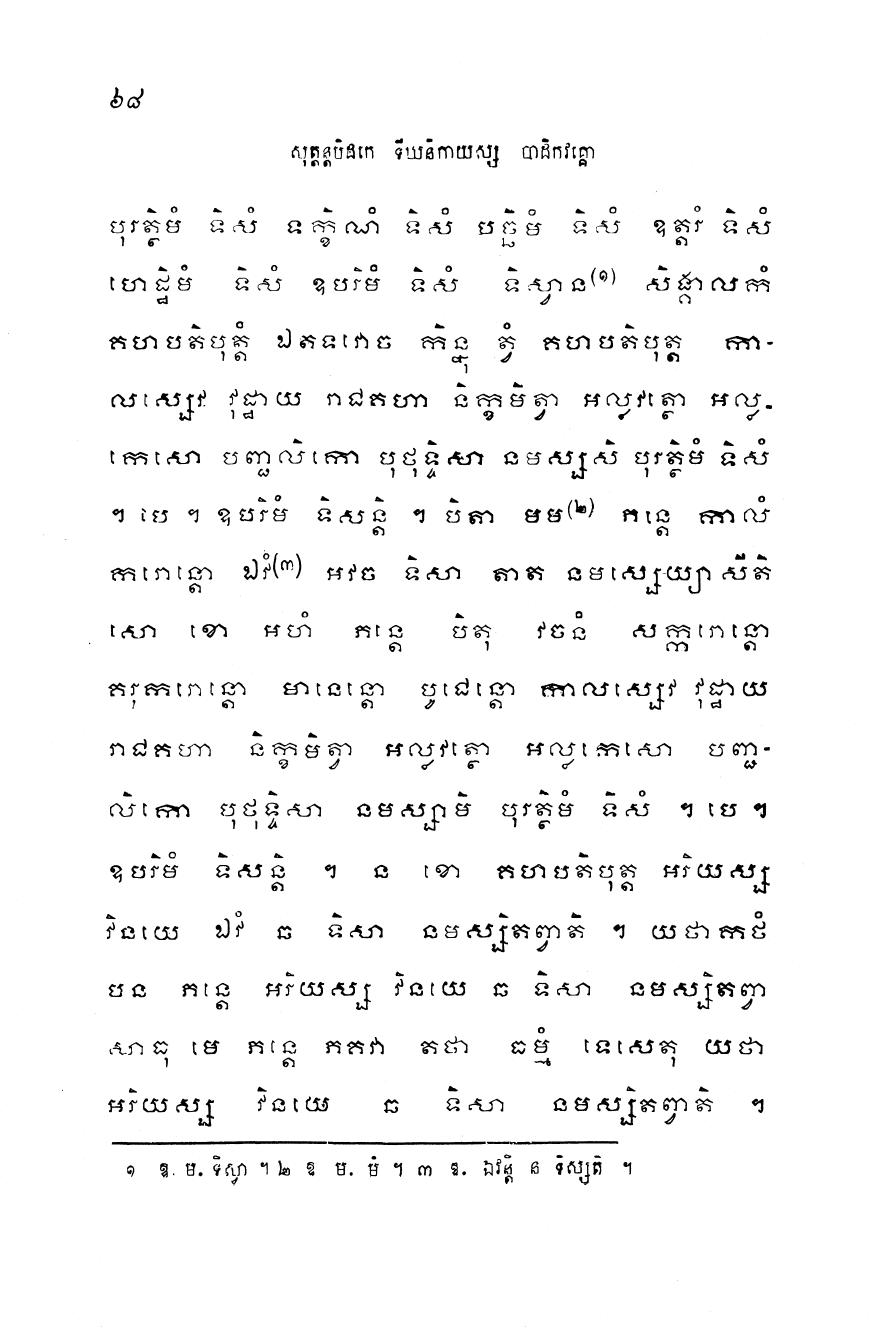 ៦៨
សុត្តន្តបិដកេ ទីឃនិកាយស្ស បាដិកវគ្គោ
បុរត្ថិមំ ទិសំ ទក្ខិណំ ទិសំ បច្ឆិមំ ទិសំ ឧត្តរំ ទិសំ
ហេដ្ឋិមំ ទិសំ ឧបរិមំ ទិសំ ទិស្វាន(១) សិង្គាលកំ
គហបតិបុត្តំ ឯតទវោច កិន្នុ ត្វំ គហបតិបុត្ត កា-
លស្សេវ វុដ្ឋាយ រាជគហា និក្ខមិត្វា អល្លវត្ថោ អល្ល-
កេសោ បញ្ជលិកោ បុថុទ្ទិសា នមស្សសិ បុរត្ថិមំ ទិសំ
។ បេ ។ ឧបរិមំ ទិសន្តិ ។ បិតា មម(២) ភន្តេ កាលំ
ករោន្តោ ឯវំ(៣) អវច ទិសា តាត នមស្សេយ្យាសីតិ
សោ ខោ អហំ ភន្តេ បិតុ វចនំ សក្ករោន្តោ
គរុករោន្តោ មានេន្តោ បូជេន្តោ កាលស្សេវ វុដ្ឋាយ
រាជគហា និក្ខមិត្វា អល្លវត្ថោ អល្លកេសោ បញ្ជ-
លិកោ បុថុទ្ទិសា នមស្សាមិ បុរត្ថិមំ ទិសំ ។ បេ ។
ឧបរិមំ ទិសន្តិ ។ ន ខោ គហបតិបុត្ត អរិយស្ស
វិនយេ ឯវំ ឆ ទិសា នមស្សិតព្វាតិ ។ យថាកថំ
បន ភន្តេ អរិយស្ស វិនយេ ឆ ទិសា នមស្សិតព្វា
សាធុ មេ ភន្តេ ភគវា តថា ធម្មំ ទេសេតុ យថា
អរិយស្ស វិនយេ ឆ ទិសា នមស្សិតព្វាតិ ។
១ ឱ. ម. ទិស្វា ។ ២ ឱ ម. មំ ។ ៣ ឱ. ឯវន្តិ ន ទិស្សតិ ។